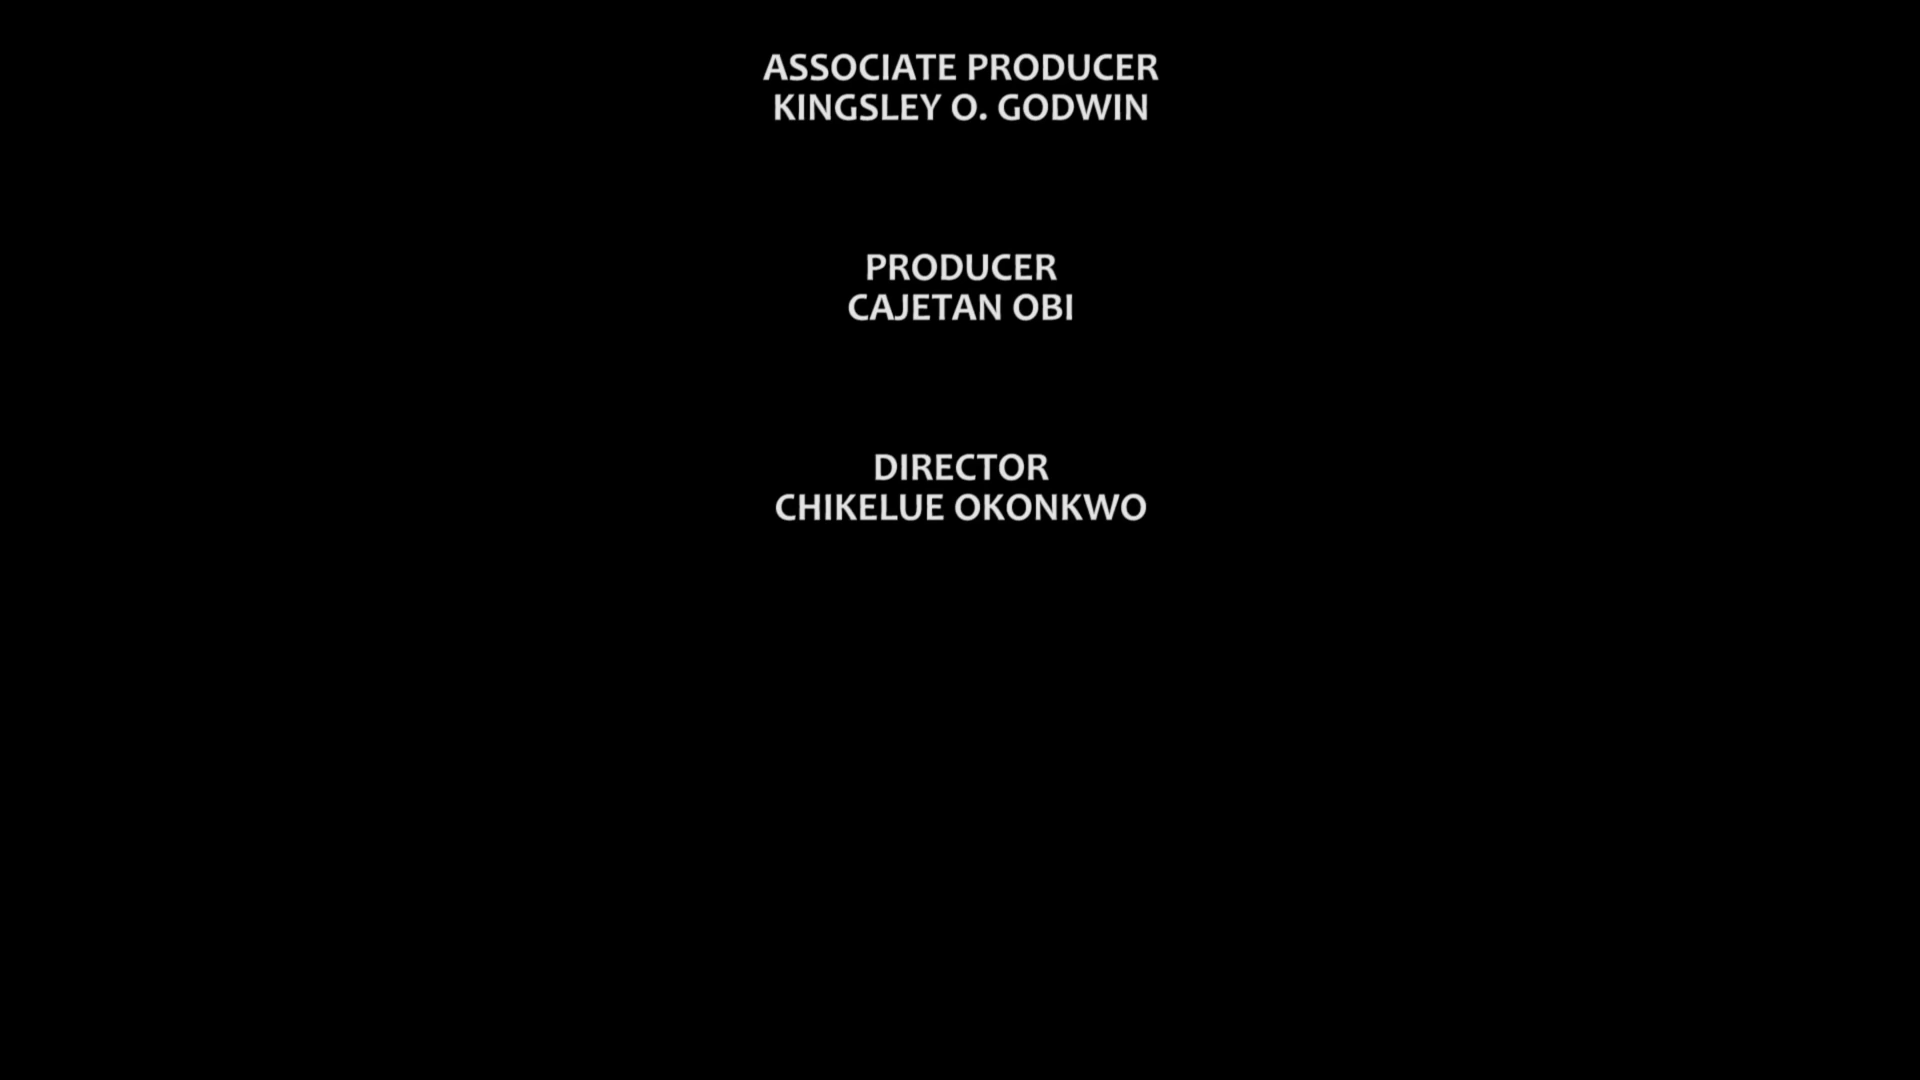 ASSOCIATE PRODUCER
KINGSLEY O. GODWIN
PRODUCER
CAJETAN OBI
DIRECTOR
CHIKELUE OKONKWO